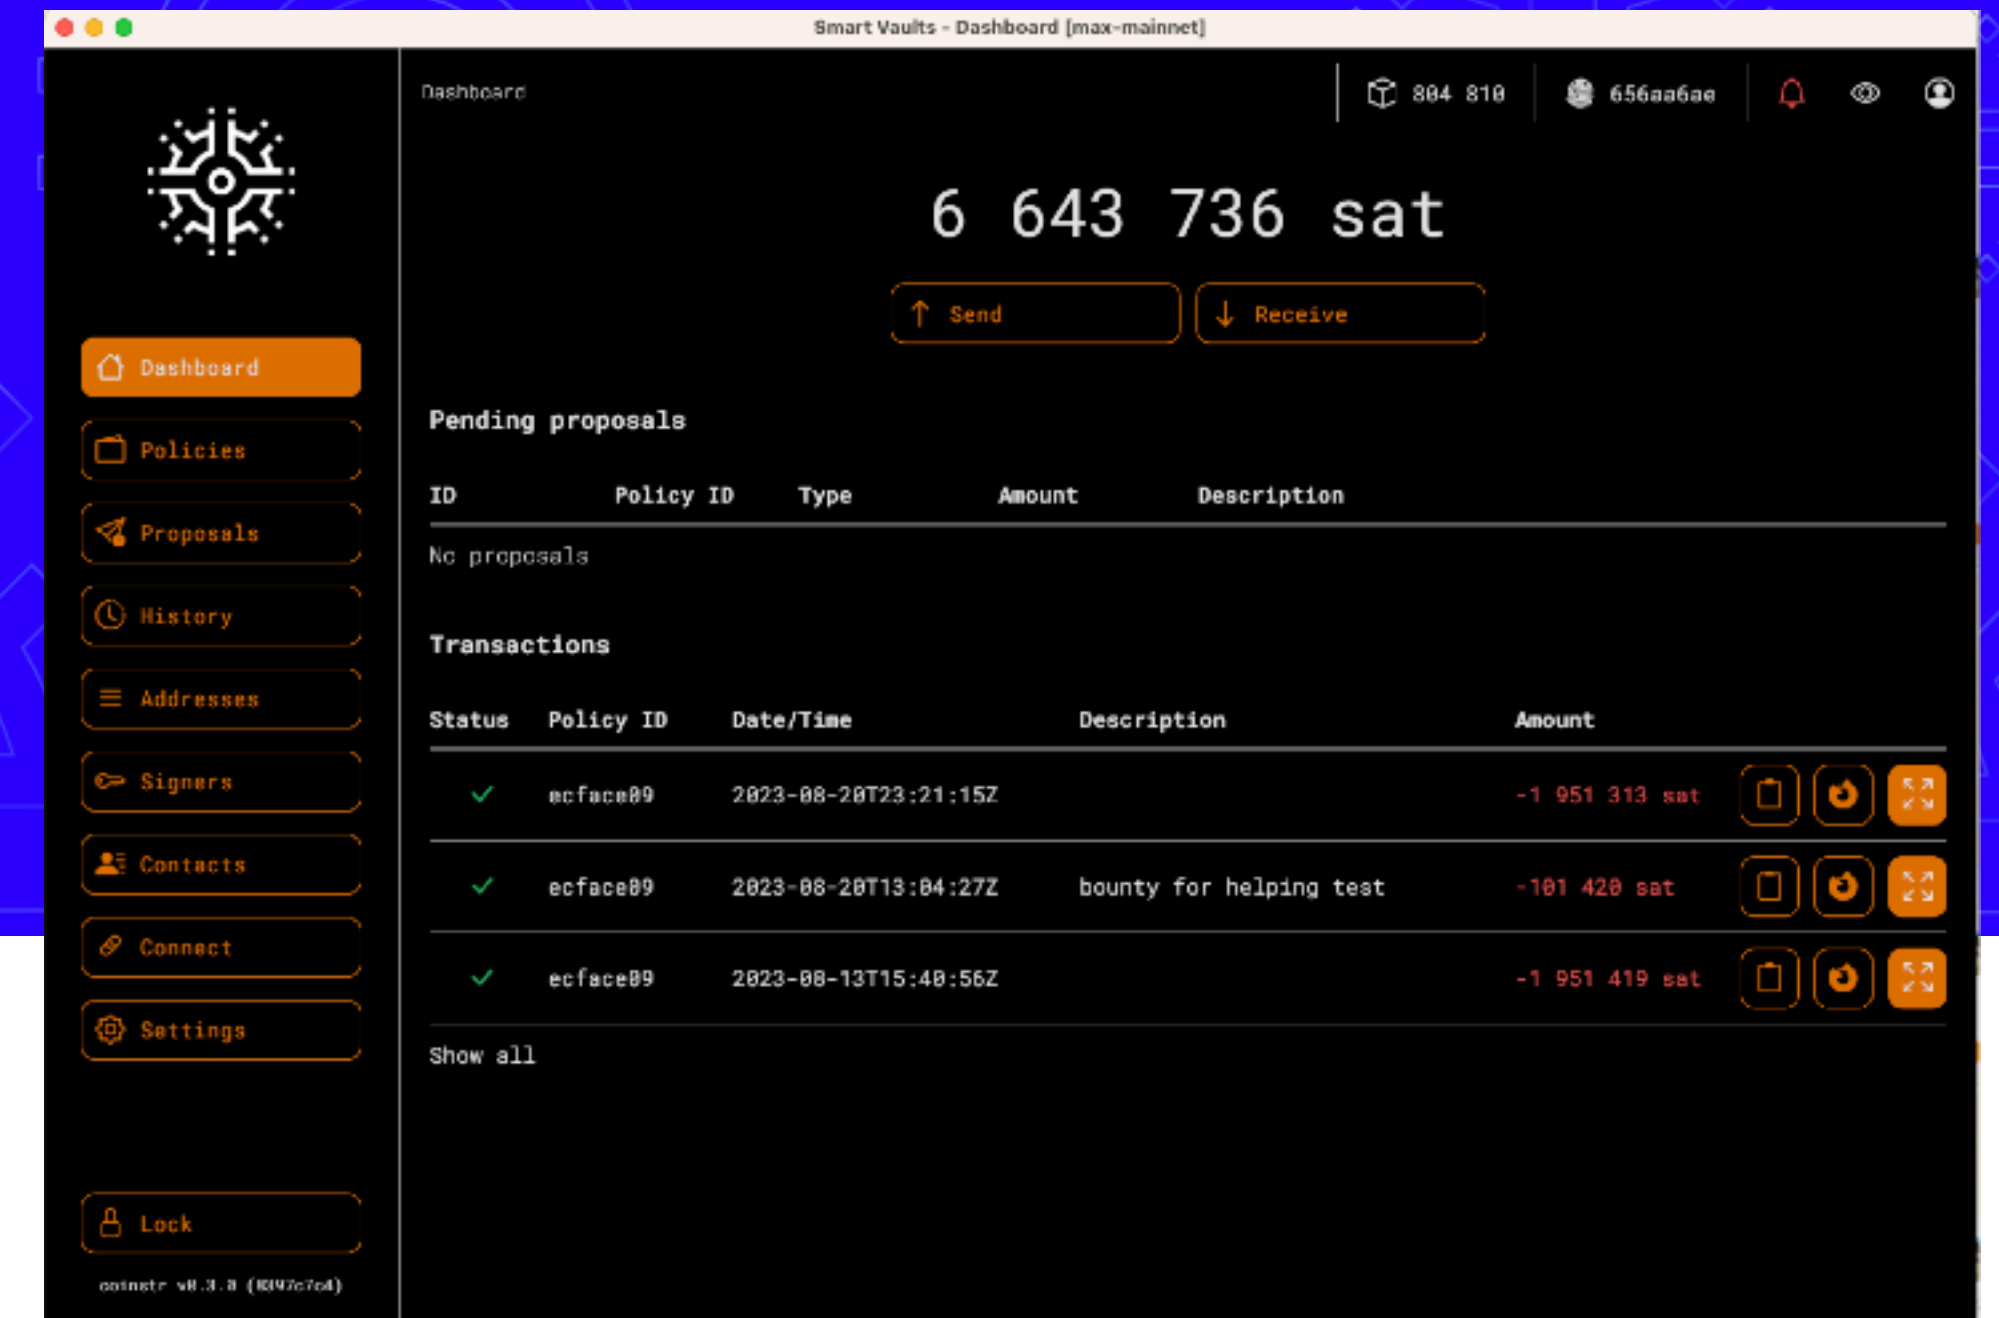 Smart Vaults - Dashboard [max-mainnet]
Dashboard
804 810
656aa6ae
6 643 736 sat
Send
Receive
Dashboard
Policies
Proposals
History
Addresses
Signers
Contacts
Connect
Settings
Lock
coinstr v0.3.0
Pending proposals
ID Policy ID Type Amount Description
No proposals
Transactions
Status Policy ID Date/Time Description Amount
ecface09 2023-08-20T23:21:15Z -1 951 313 sat
ecface09 2023-08-20T13:04:27Z bounty for helping test -101 420 sat
ecface09 2023-08-13T15:40:56Z -1 951 419 sat
Show all